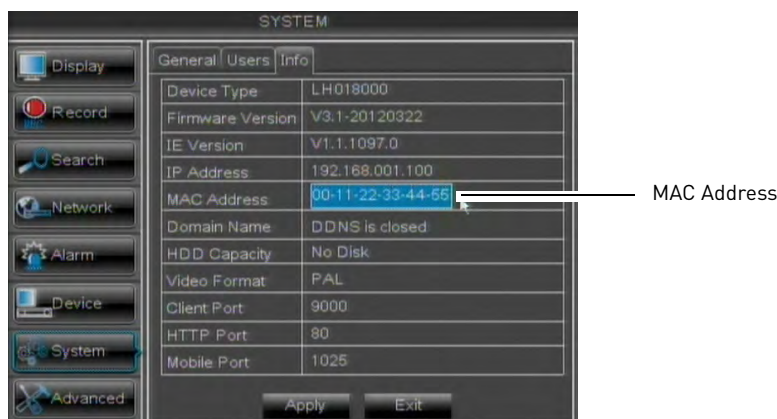 SYSTEM
Display
Record
Search
Network
Alarm
Device
System
Advanced
General Users Info
Device Type LH018000
Firmware Version V3.1-20120322
IE Version V1.1.1097.0
IP Address 192.168.001.100
MAC Address 00-11-22-33-44-55
Domain Name DDNS is closed
HDD Capacity No Disk
Video Format PAL
Client Port 9000
HTTP Port 80
Mobile Port 1025
Apply Exit
MAC Address